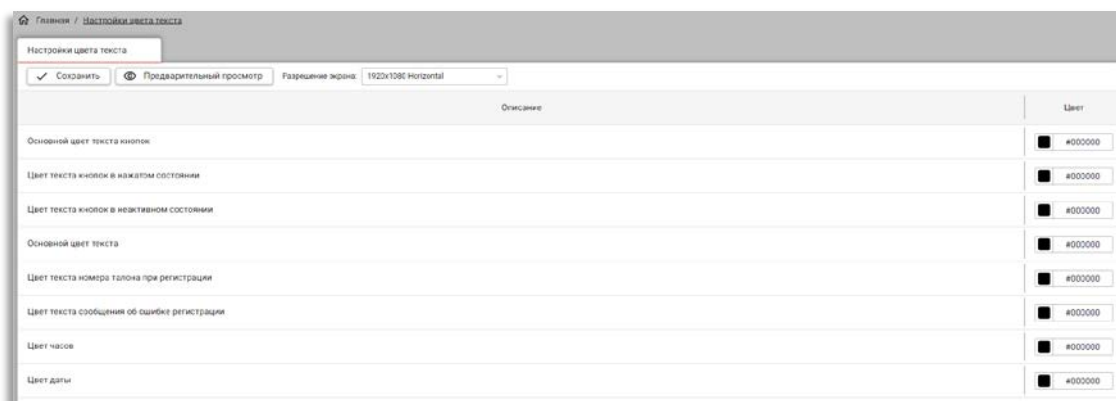 Главная / Настройки цвета текста
Настройки цвета текста
Сохранить Предварительный просмотр Разрешение экрана: 1920x1080 Horizontal
Описание Цвет
Основной цвет текста кнопок #000000
Цвет текста кнопок в нажатом состоянии #000000
Цвет текста кнопок в неактивном состоянии #000000
Основной цвет текста #000000
Цвет текста номера талона при регистрации #000000
Цвет текста сообщения об ошибке регистрации #000000
Цвет часов #000000
Цвет даты #000000